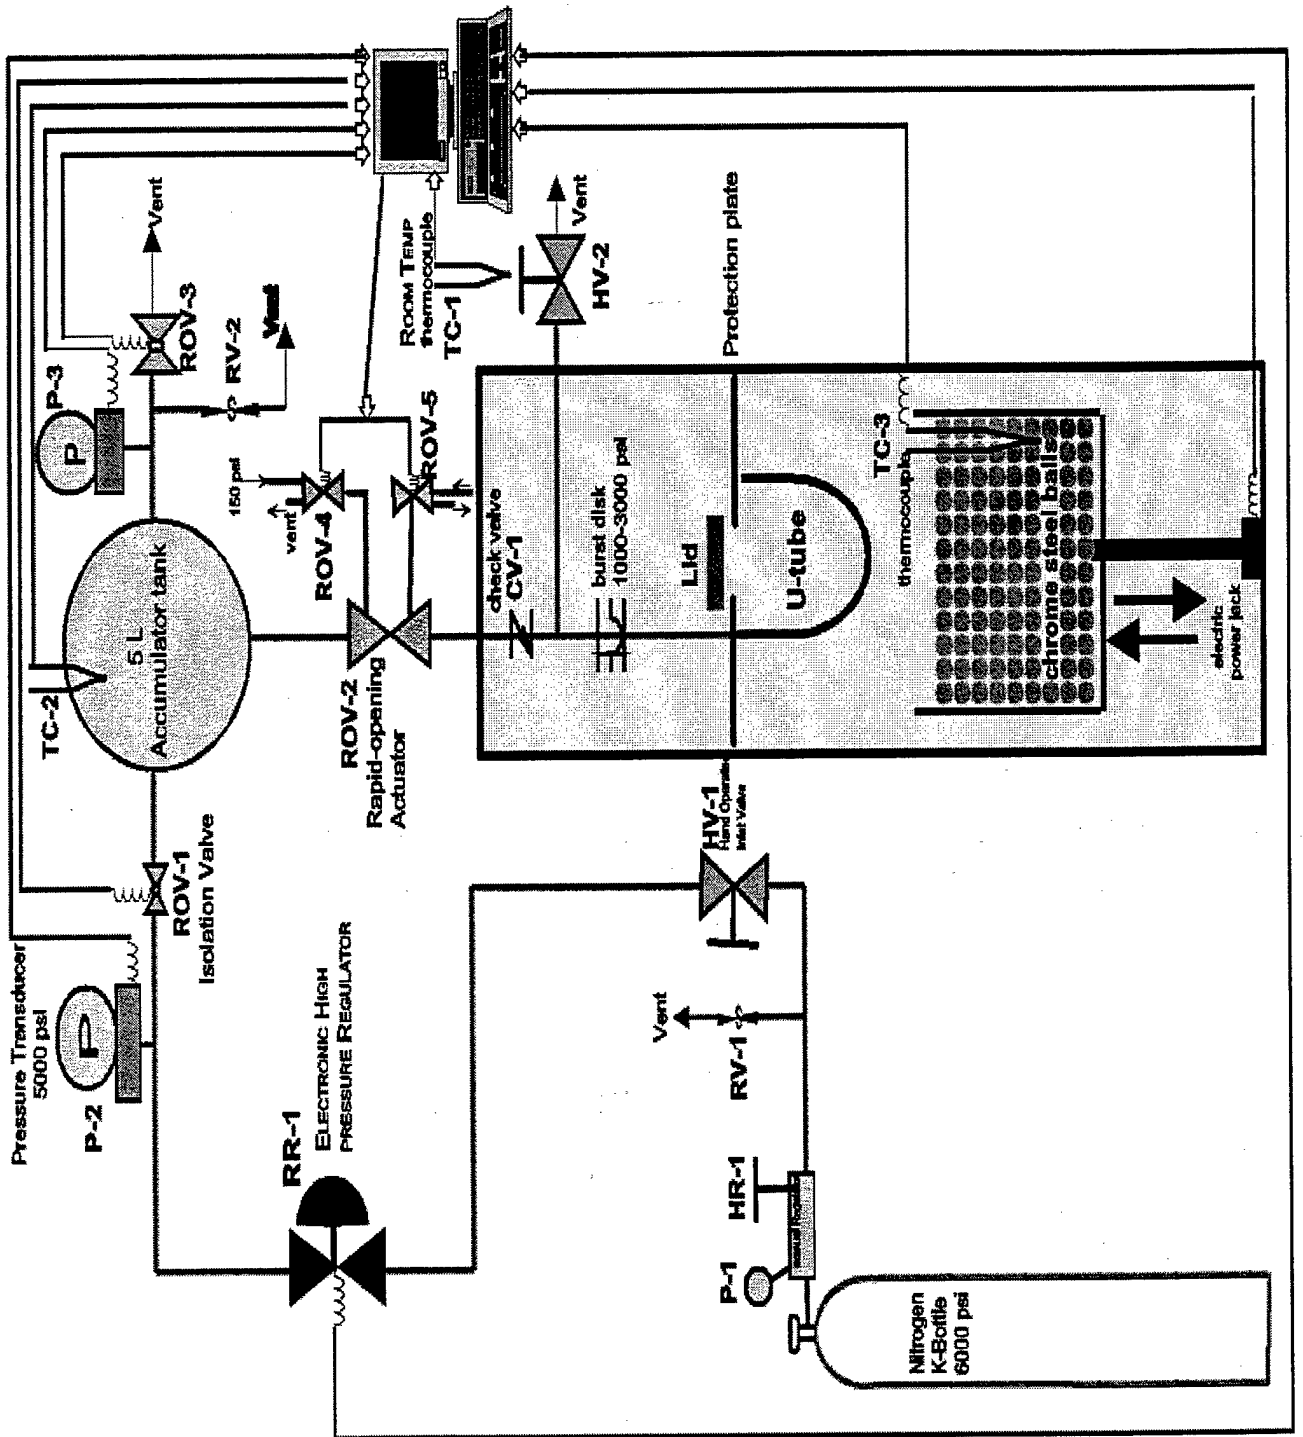 Pressure Transducer
5000 psi
P-2
ROV-1
Isolation Valve
TC-2
5 L
Accumulator tank
P-3
P
P
Vent
ROV-3
RV-2
Vent
150 psi
vent
ROV-4
ROV-5
ROV-2
Rapid-opening
Actuator
ROOM TEMP
thermocouple
TC-1
HV-2
Vent
RR-1
ELECTRONIC HIGH
PRESSURE REGULATOR
check valve
CV-1
burst disk
1000-3000 psi
Lid
U-tube
Protection plate
thermocouple
TC-3
chrome steel balls
electric
power jack
HV-1
Hand Operated
Inlet Valve
Vent
RV-1
HR-1
P-1
Nitrogen
K-Bottle
6000 psi